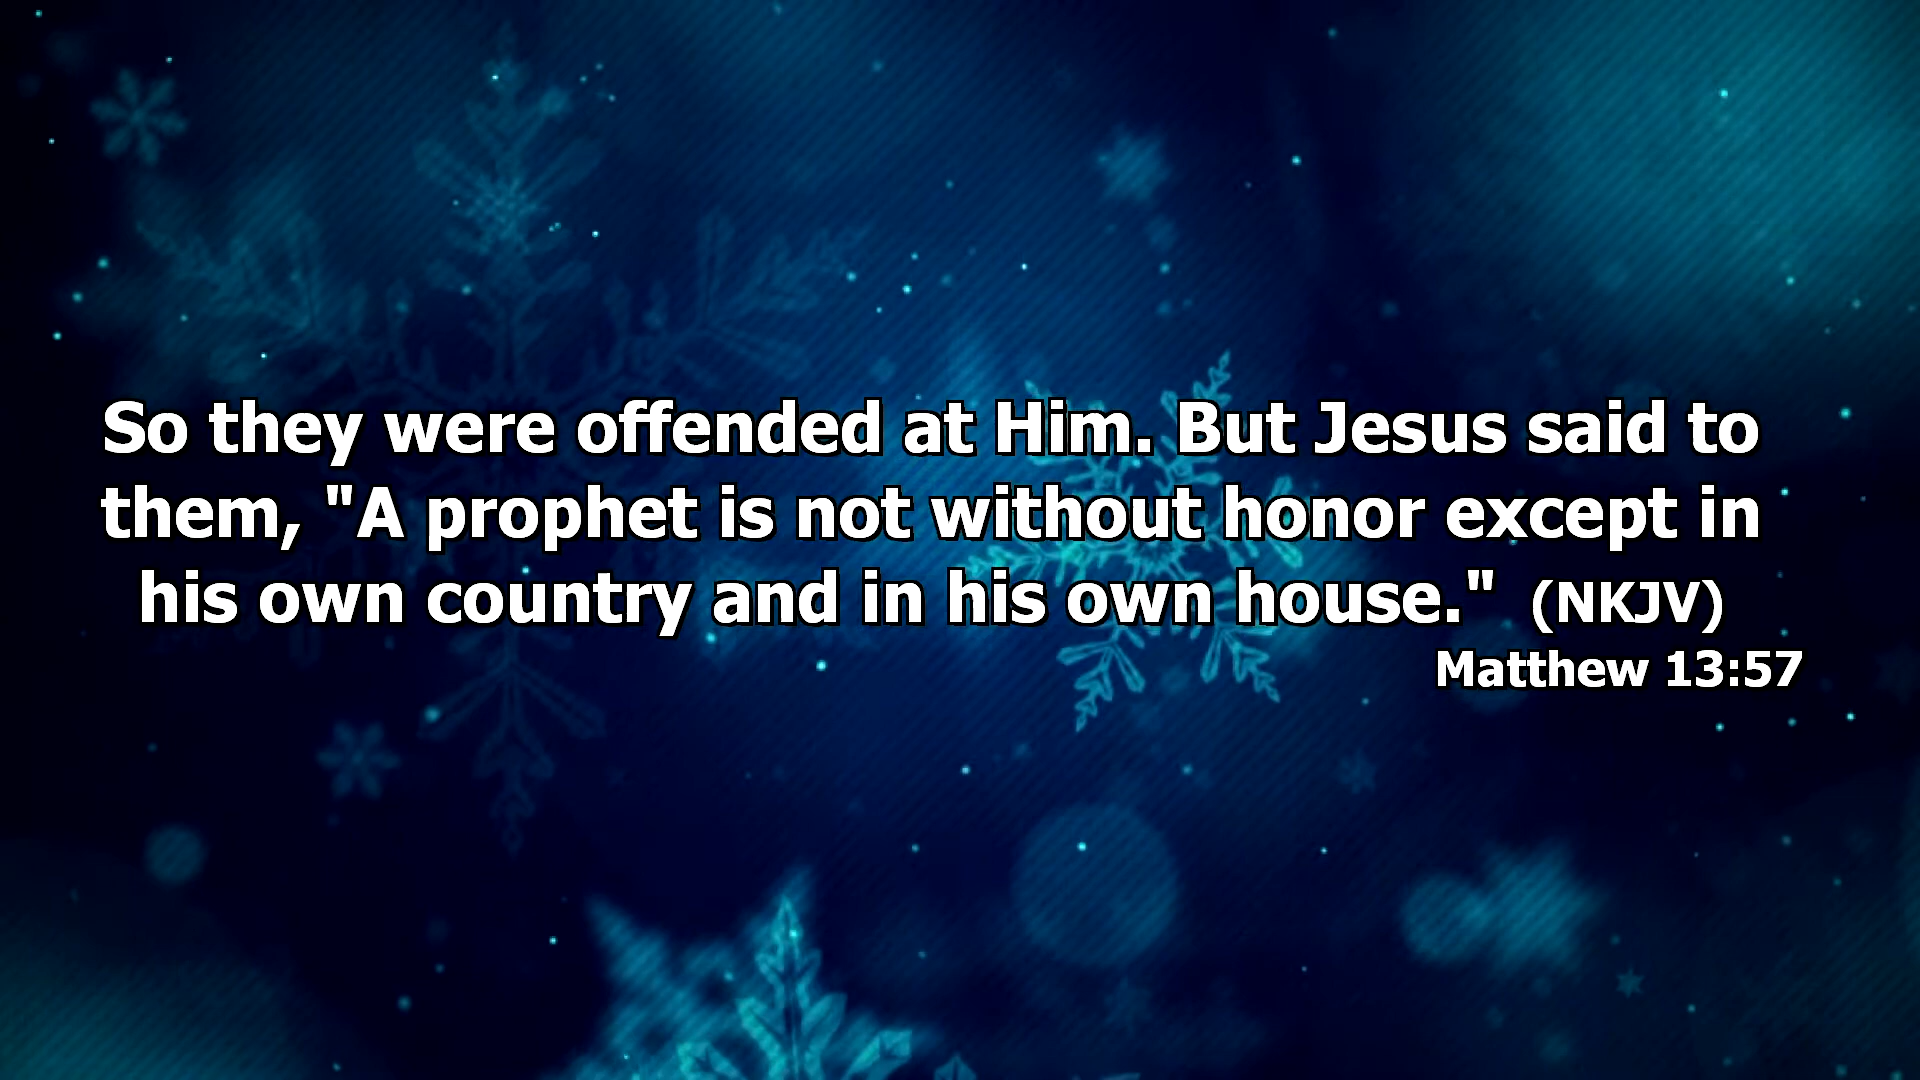 So they were offended at Him. But Jesus said to
them, "A prophet is not without honor except in
his own country and in his own house." (NKJV)
Matthew 13:57